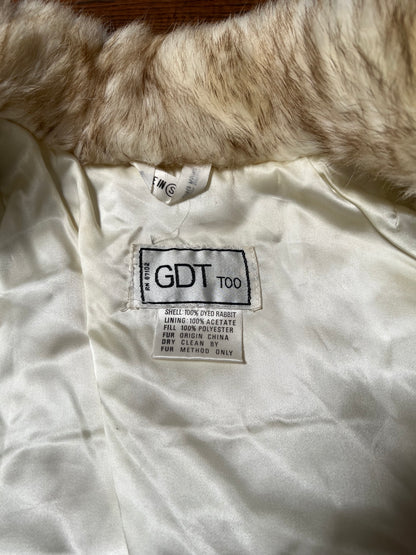 E IN S
RN 61102
GDT TOO
SHELL: 100% DYED RABBIT
LINING: 100% ACETATE
FILL: 100% POLYESTER
FUR ORIGIN CHINA
DRY CLEAN BY
FUR METHOD ONLY